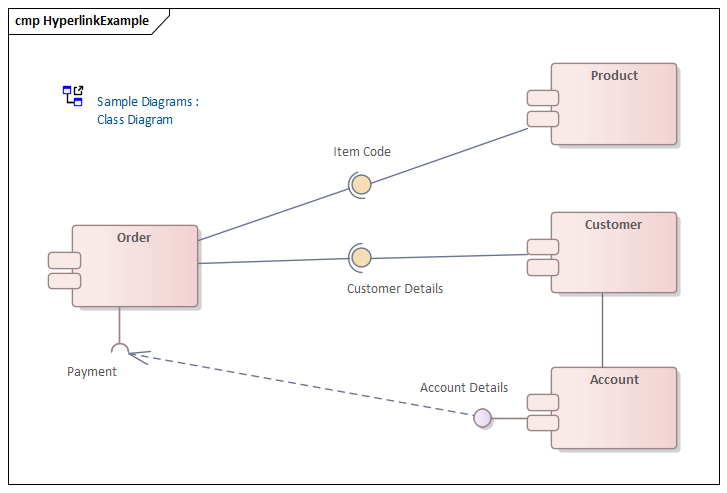 cmp HyperlinkExample
Product
Sample Diagrams :
Class Diagram
Item Code
Order
Customer
Customer Details
Payment
Account Details
Account